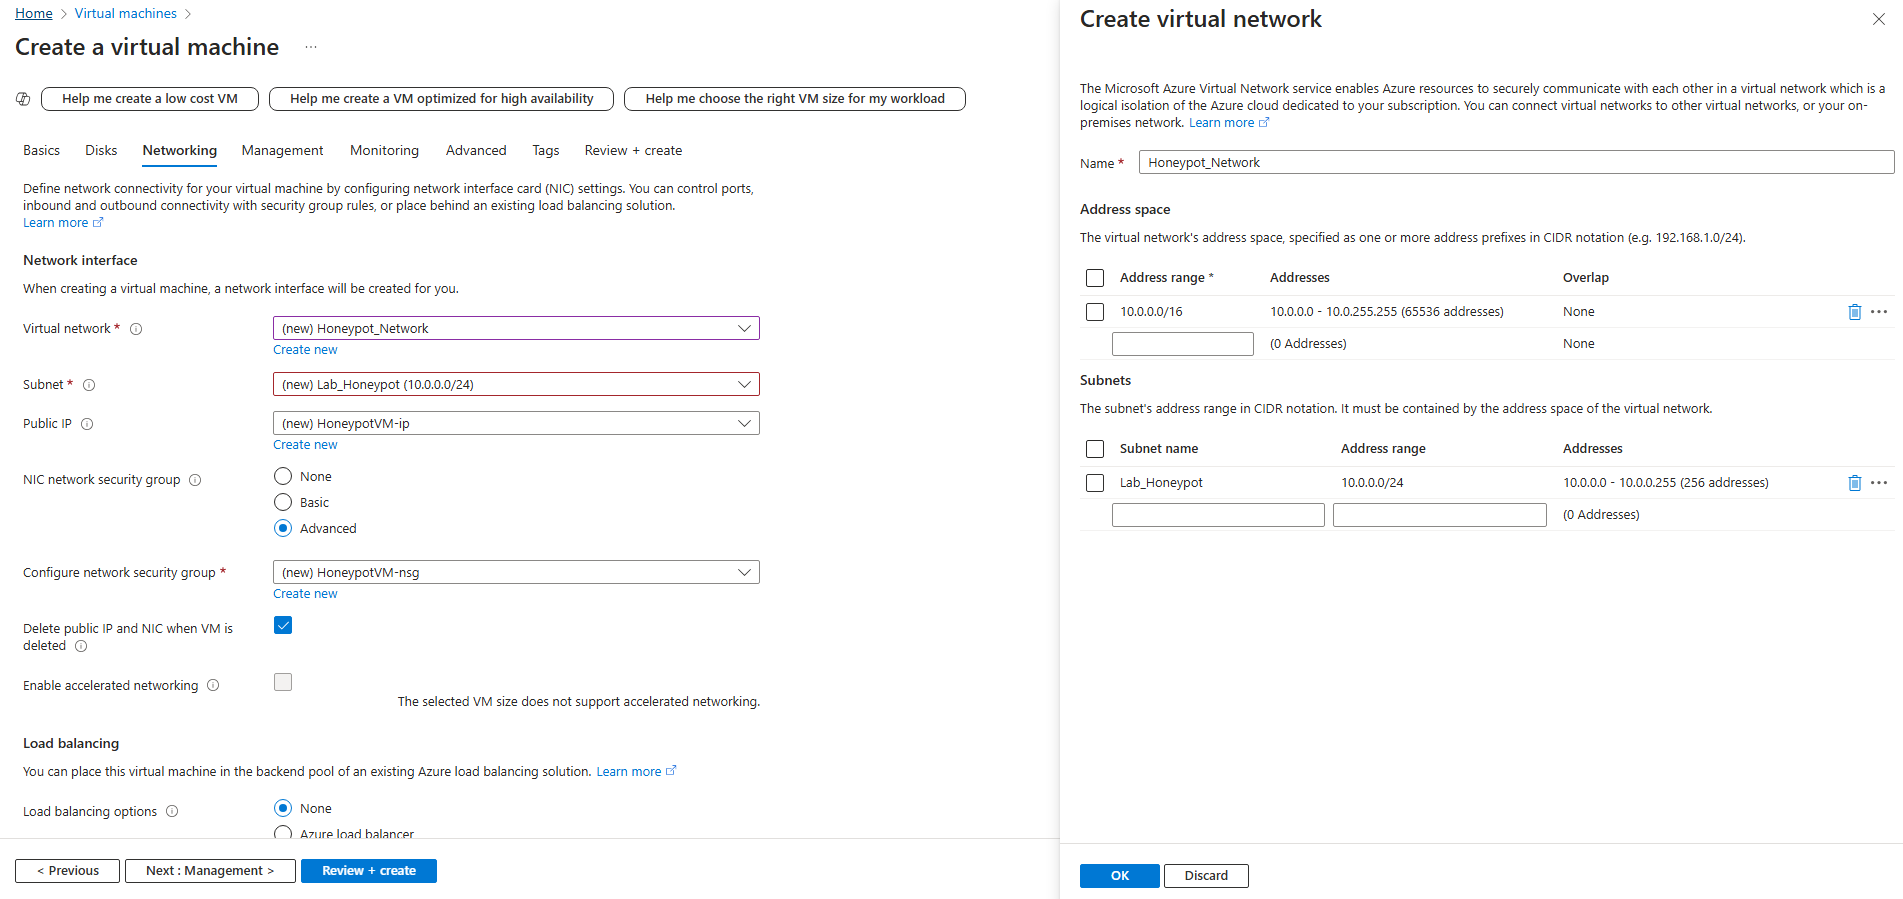 Home > Virtual machines >
Create a virtual machine ...
Help me create a low cost VM
Help me create a VM optimized for high availability
Help me choose the right VM size for my workload
Basics
Disks
Networking
Management
Monitoring
Advanced
Tags
Review + create
Define network connectivity for your virtual machine by configuring network interface card (NIC) settings. You can control ports,
inbound and outbound connectivity with security group rules, or place behind an existing load balancing solution.
Learn more
Network interface
When creating a virtual machine, a network interface will be created for you.
Virtual network *
(new) Honeypot_Network
Create new
Subnet *
(new) Lab_Honeypot (10.0.0.0/24)
Public IP
(new) HoneypotVM-ip
Create new
NIC network security group
None
Basic
Advanced
Configure network security group *
(new) HoneypotVM-nsg
Create new
Delete public IP and NIC when VM is
deleted
Enable accelerated networking
The selected VM size does not support accelerated networking.
Load balancing
You can place this virtual machine in the backend pool of an existing Azure load balancing solution. Learn more
Load balancing options
None
Azure load balancer
< Previous
Next : Management >
Review + create
Create virtual network
The Microsoft Azure Virtual Network service enables Azure resources to securely communicate with each other in a virtual network which is a
logical isolation of the Azure cloud dedicated to your subscription. You can connect virtual networks to other virtual networks, or your on-
premises network. Learn more
Name *
Honeypot_Network
Address space
The virtual network's address space, specified as one or more address prefixes in CIDR notation (e.g. 192.168.1.0/24).
Address range * Addresses Overlap
10.0.0.0/16 10.0.0.0 - 10.0.255.255 (65536 addresses) None
(0 Addresses) None
Subnets
The subnet's address range in CIDR notation. It must be contained by the address space of the virtual network.
Subnet name Address range Addresses
Lab_Honeypot 10.0.0.0/24 10.0.0.0 - 10.0.0.255 (256 addresses)
(0 Addresses)
OK
Discard